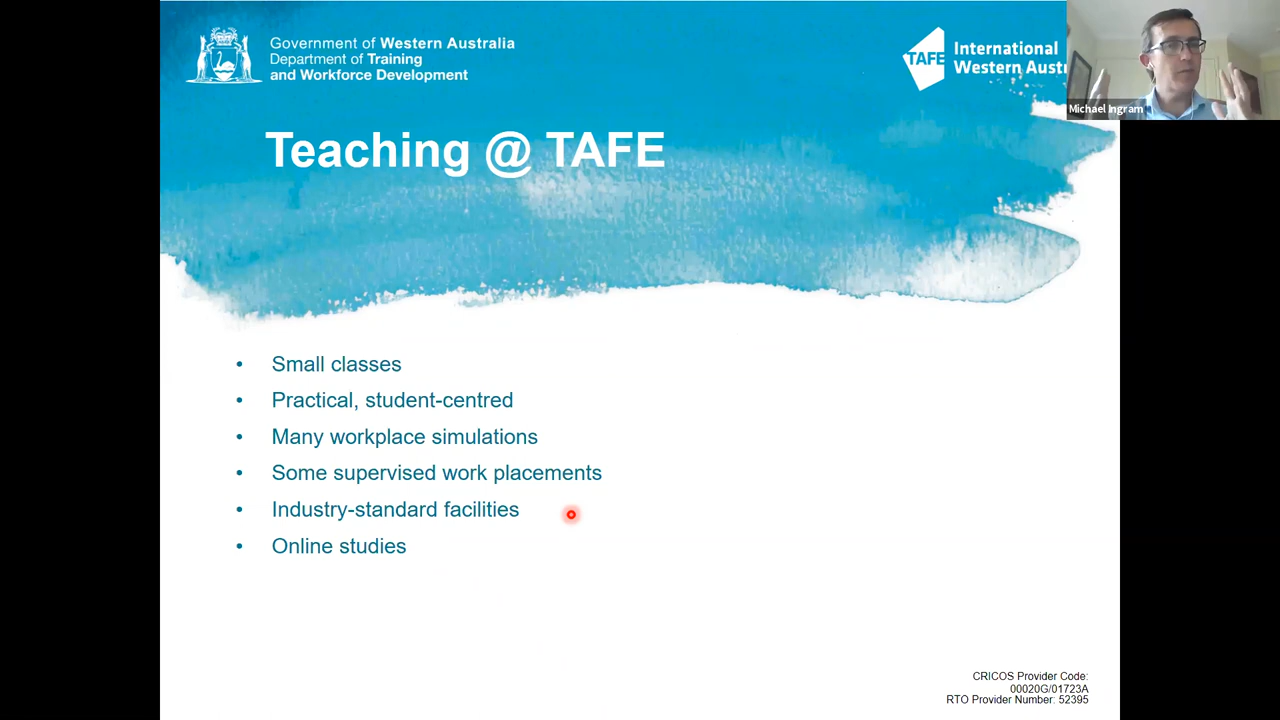 Government of Western Australia
Department of Training
and Workforce Development
TAFE
International
Western Austr
Michael Ingram
Teaching @ TAFE
• Small classes
• Practical, student-centred
• Many workplace simulations
• Some supervised work placements
• Industry-standard facilities
• Online studies
CRICOS Provider Code:
00020G/01723A
RTO Provider Number: 52395